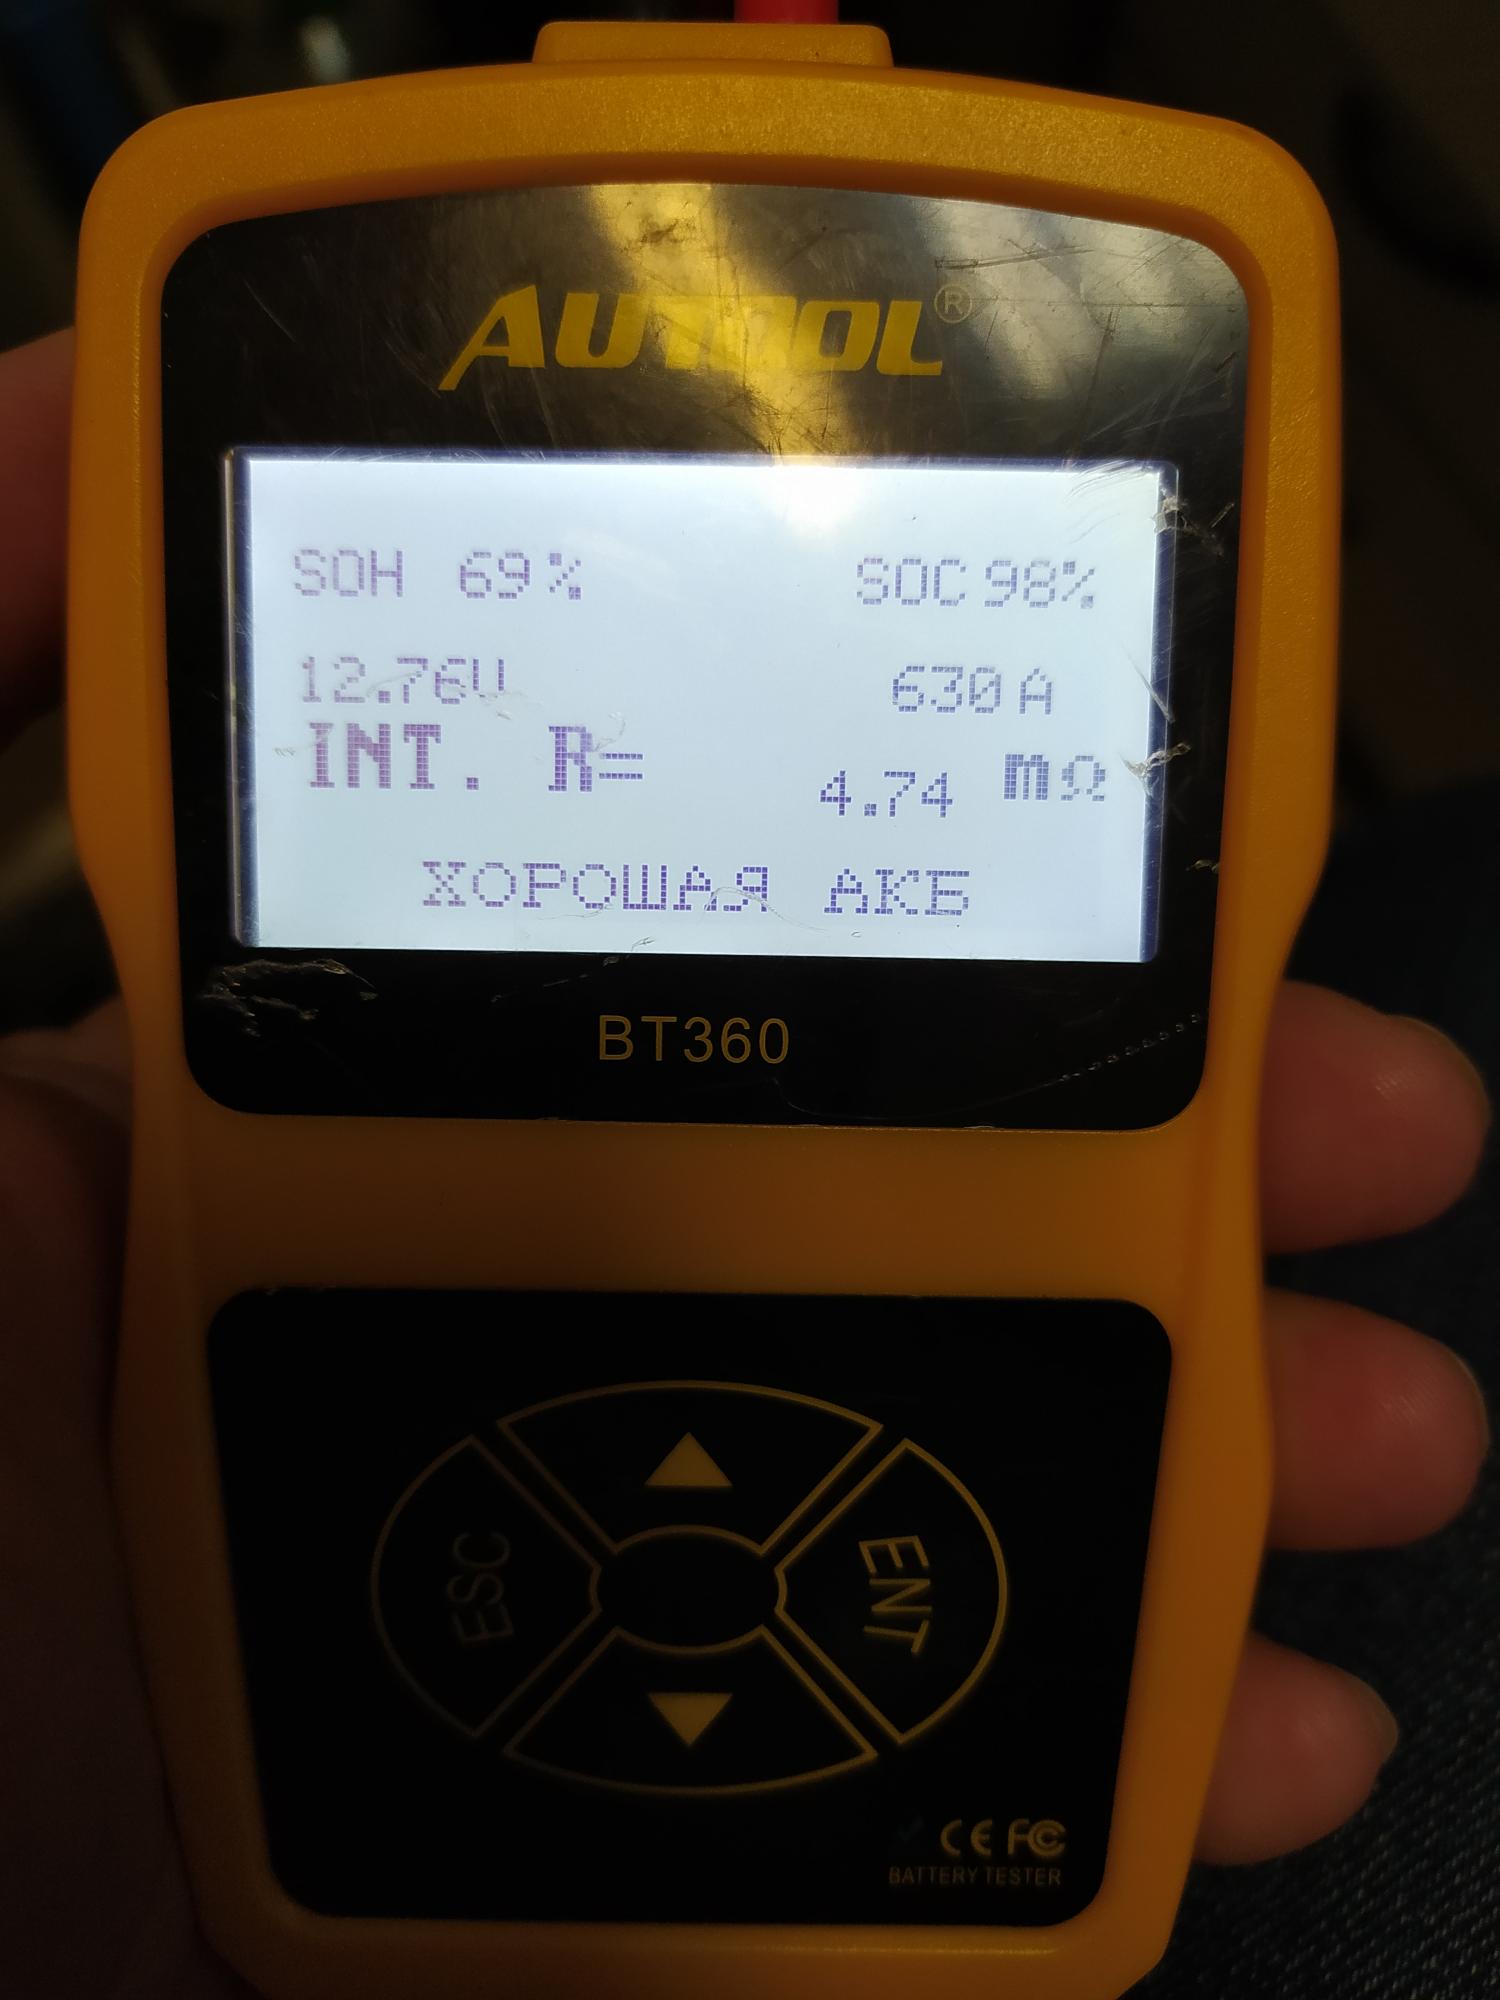 AUTOOL®
SOH 69% SOC 98%
12.76V 630A
INT. R= 4.74 mΩ
ХОРОШАЯ АКБ
BT360
ESC
ENT
CE FC
BATTERY TESTER